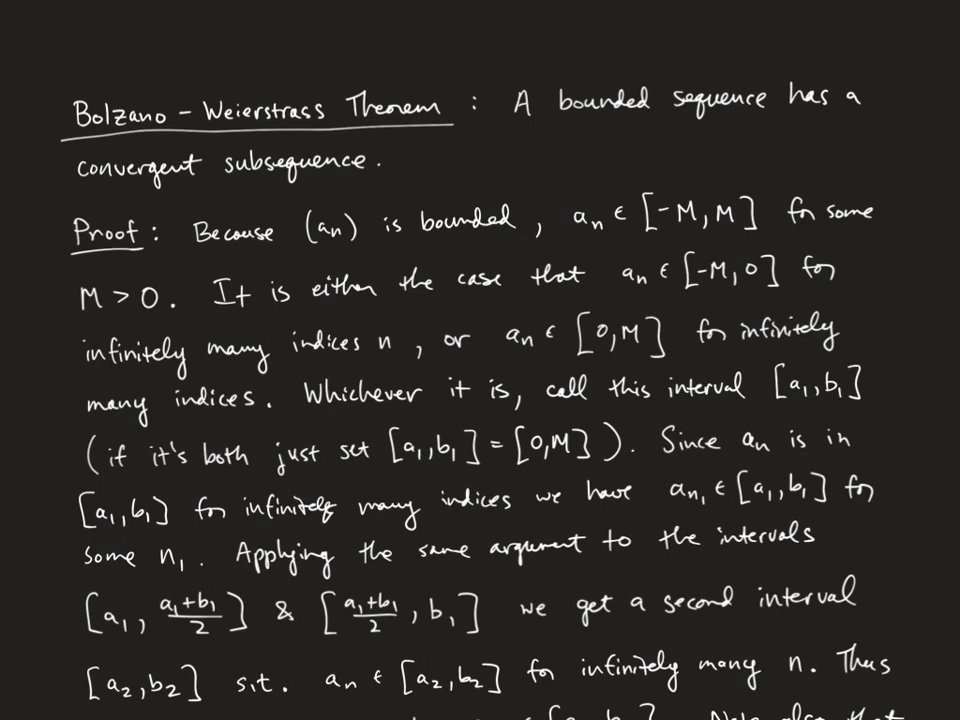 Bolzano - Weierstrass Theorem : A bounded sequence has a
convergent subsequence.
Proof : Because (aₙ) is bounded, aₙ ∈ [-M, M] for some
M > 0. It is either the case that aₙ ∈ [-M, 0] for
infinitely many indices n, or aₙ ∈ [0, M] for infinitely
many indices. Whichever it is, call this interval [a₁, b₁]
(if it's both just set [a₁, b₁] = [0, M]). Since aₙ is in
[a₁, b₁] for infinitely many indices we have aₙ₁ ∈ [a₁, b₁] for
some n₁. Applying the same argument to the intervals
[a₁, (a₁+b₁)/2] & [(a₁+b₁)/2, b₁] we get a second interval
[a₂, b₂] s.t. aₙ ∈ [a₂, b₂] for infinitely many n. Thus
Note also that